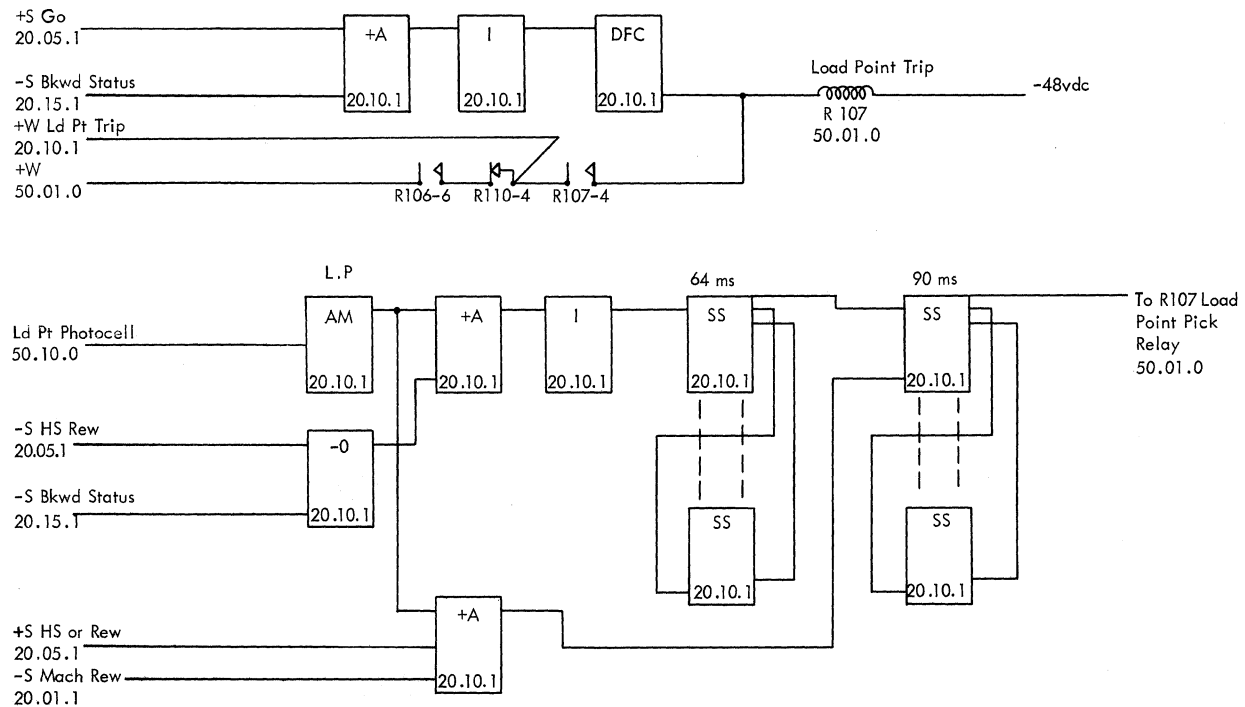 +S Go
20.05.1
+A
20.10.1
I
20.10.1
DFC
20.10.1
-S Bkwd Status
20.15.1
Load Point Trip
R 107
50.01.0
-48vdc
+W Ld Pt Trip
20.10.1
+W
50.01.0
R106-6
R110-4
R107-4
L.P
AM
20.10.1
+A
20.10.1
I
20.10.1
64 ms
SS
20.10.1
90 ms
SS
20.10.1
To R107 Load
Point Pick
Relay
50.01.0
Ld Pt Photocell
50.10.0
-S HS Rew
20.05.1
-0
20.10.1
-S Bkwd Status
20.15.1
SS
20.10.1
SS
20.10.1
+A
20.10.1
+S HS or Rew
20.05.1
-S Mach Rew
20.01.1